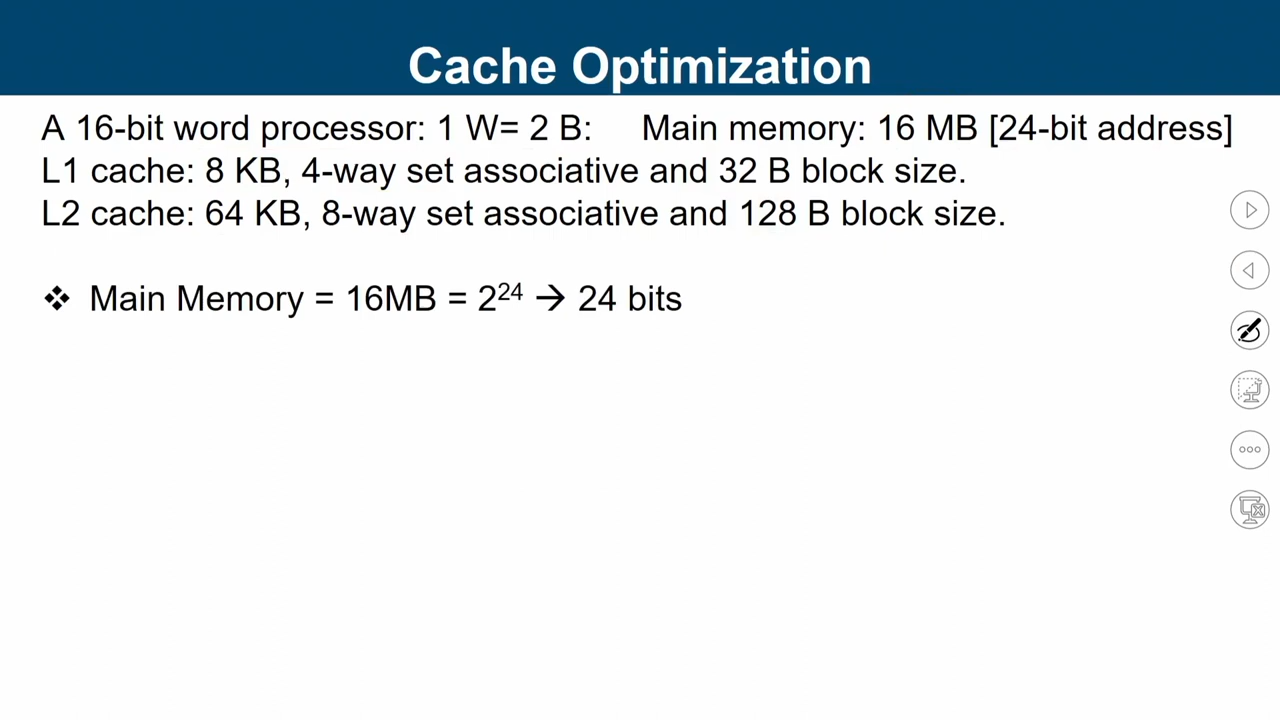 Cache Optimization
A 16-bit word processor: 1 W= 2 B: Main memory: 16 MB [24-bit address]
L1 cache: 8 KB, 4-way set associative and 32 B block size.
L2 cache: 64 KB, 8-way set associative and 128 B block size.
❖ Main Memory = 16MB = 2²⁴ → 24 bits